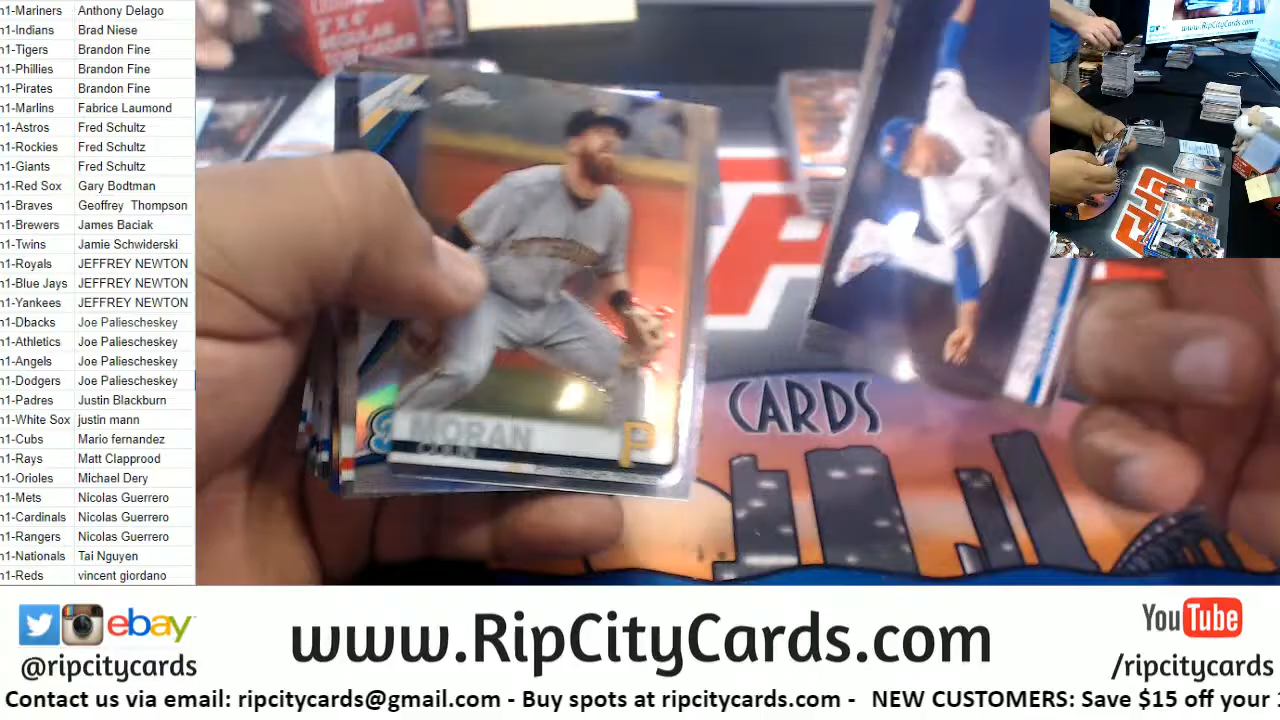 n1-Mariners Anthony Delago
n1-Indians Brad Niese
n1-Tigers Brandon Fine
n1-Phillies Brandon Fine
n1-Pirates Brandon Fine
n1-Marlins Fabrice Laumond
n1-Astros Fred Schultz
n1-Rockies Fred Schultz
n1-Giants Fred Schultz
n1-Red Sox Gary Bodtman
n1-Braves Geoffrey Thompson
n1-Brewers James Baciak
n1-Twins Jamie Schwiderski
n1-Royals JEFFREY NEWTON
n1-Blue Jays JEFFREY NEWTON
n1-Yankees JEFFREY NEWTON
n1-Dbacks Joe Paliescheskey
n1-Athletics Joe Paliescheskey
n1-Angels Joe Paliescheskey
n1-Dodgers Joe Paliescheskey
n1-Padres Justin Blackburn
n1-White Sox justin mann
n1-Cubs Mario fernandez
n1-Rays Matt Clapprood
n1-Orioles Michael Dery
n1-Mets Nicolas Guerrero
n1-Cardinals Nicolas Guerrero
n1-Rangers Nicolas Guerrero
n1-Nationals Tai Nguyen
n1-Reds vincent giordano
REGULAR
MORAN
COLIN
P
CARDS
www.RipCityCards.com
ebay
@ripcitycards
www.RipCityCards.com
YouTube
/ripcitycards
Contact us via email: ripcitycards@gmail.com - Buy spots at ripcitycards.com - NEW CUSTOMERS: Save $15 off your